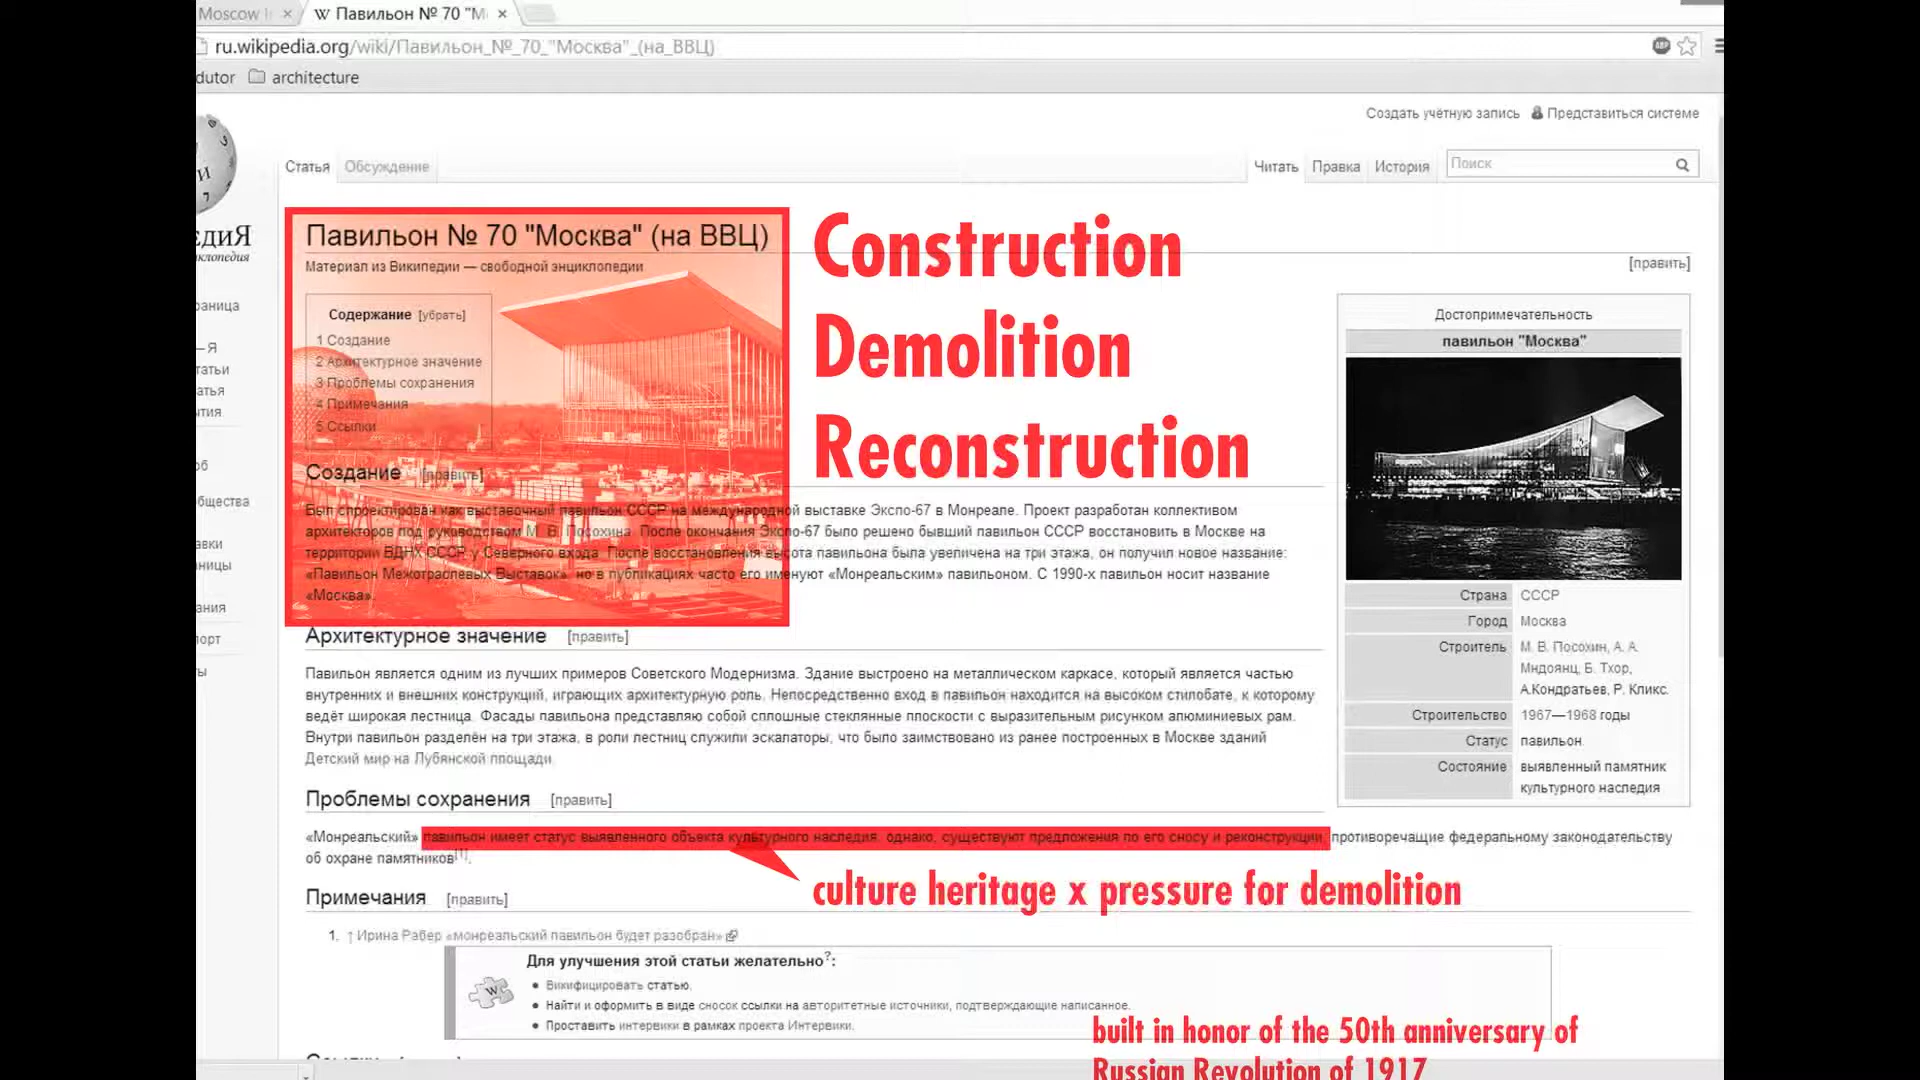 Moscow
Павильон № 70 "М
ru.wikipedia.org/wiki/Павильон_№_70_"Москва"_(на_ВВЦ)
ABP
dutor architecture
Создать учётную запись Представиться системе
Статья Обсуждение Читать Правка История Поиск
едиЯ
клопедия
раница
—Я
татьи
атья
ытия
об
бщества
авки
ницы
ания
порт
ты
Павильон № 70 "Москва" (на ВВЦ)
Материал из Википедии — свободной энциклопедии
[править]
Содержание [убрать]
1 Создание
2 Архитектурное значение
3 Проблемы сохранения
4 Примечания
5 Ссылки
Construction
Demolition
Reconstruction
Создание [править]
Был спроектирован как выставочный павильон СССР на международной выставке Экспо-67 в Монреале. Проект разработан коллективом
архитекторов под руководством М. В. Посохина. После окончания Экспо-67 было решено бывший павильон СССР восстановить в Москве на
территории ВДНХ СССР у Северного входа. После восстановления высота павильона была увеличена на три этажа, он получил новое название:
«Павильон Межотраслевых Выставок», но в публикациях часто его именуют «Монреальским» павильоном. С 1990-х павильон носит название
«Москва».
Архитектурное значение [править]
Павильон является одним из лучших примеров Советского Модернизма. Здание выстроено на металлическом каркасе, который является частью
внутренних и внешних конструкций, играющих архитектурную роль. Непосредственно вход в павильон находится на высоком стилобате, к которому
ведёт широкая лестница. Фасады павильона представляю собой сплошные стеклянные плоскости с выразительным рисунком алюминиевых рам.
Внутри павильон разделён на три этажа, в роли лестниц служили эскалаторы, что было заимствовано из ранее построенных в Москве зданий
Детский мир на Лубянской площади.
Достопримечательность
павильон "Москва"
Страна СССР
Город Москва
Строитель М. В. Посохин, А. А.
Мндоянц, Б. Тхор,
А.Кондратьев, Р. Кликс.
Строительство 1967—1968 годы
Статус павильон
Состояние выявленный памятник
культурного наследия
Проблемы сохранения [править]
«Монреальский» павильон имеет статус выявленного объекта культурного наследия, однако, существуют предложения по его сносу и реконструкции, противоречащие федеральному законодательству
об охране памятников[1].
culture heritage x pressure for demolition
Примечания [править]
1. ↑ Ирина Рабер «монреальский павильон будет разобран»
Для улучшения этой статьи желательно?:
• Викифицировать статью.
• Найти и оформить в виде сносок ссылки на авторитетные источники, подтверждающие написанное.
• Проставить интервики в рамках проекта Интервики.
built in honor of the 50th anniversary of
Russian Revolution of 1917